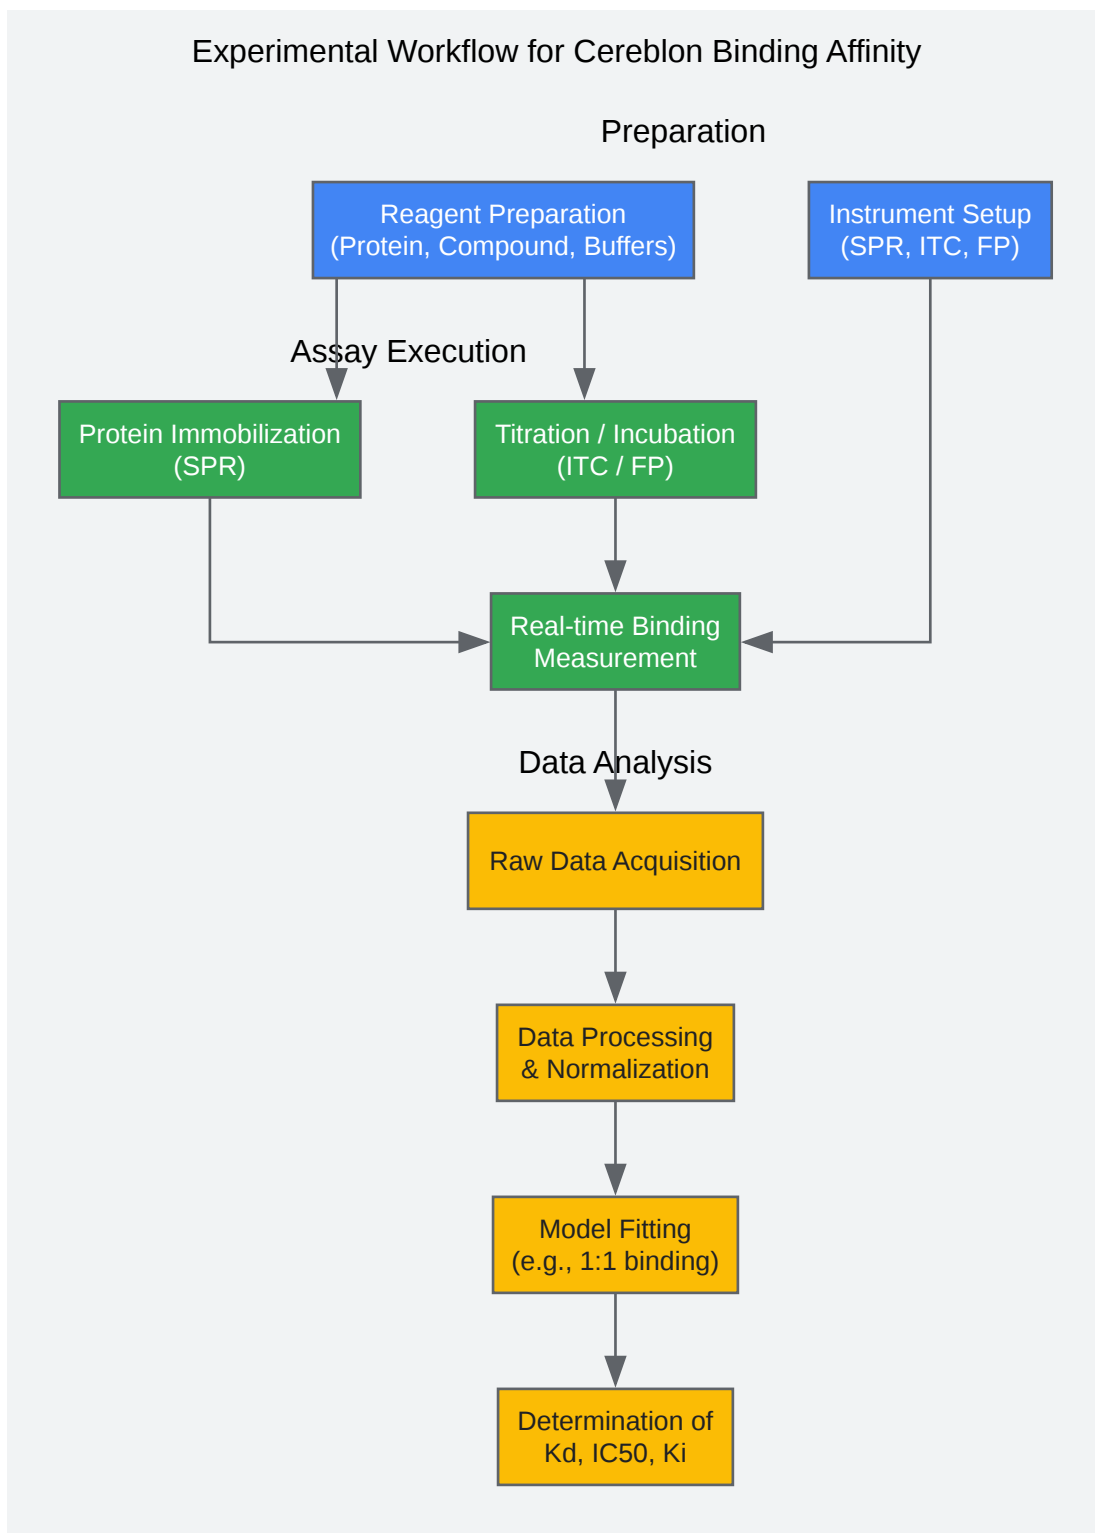 Experimental Workflow for Cereblon Binding Affinity
Preparation
Reagent Preparation
(Protein, Compound, Buffers)
Instrument Setup
(SPR, ITC, FP)
Assay Execution
Protein Immobilization
(SPR)
Titration / Incubation
(ITC / FP)
Real-time Binding
Measurement
Data Analysis
Raw Data Acquisition
Data Processing
& Normalization
Model Fitting
(e.g., 1:1 binding)
Determination of
Kd, IC50, Ki